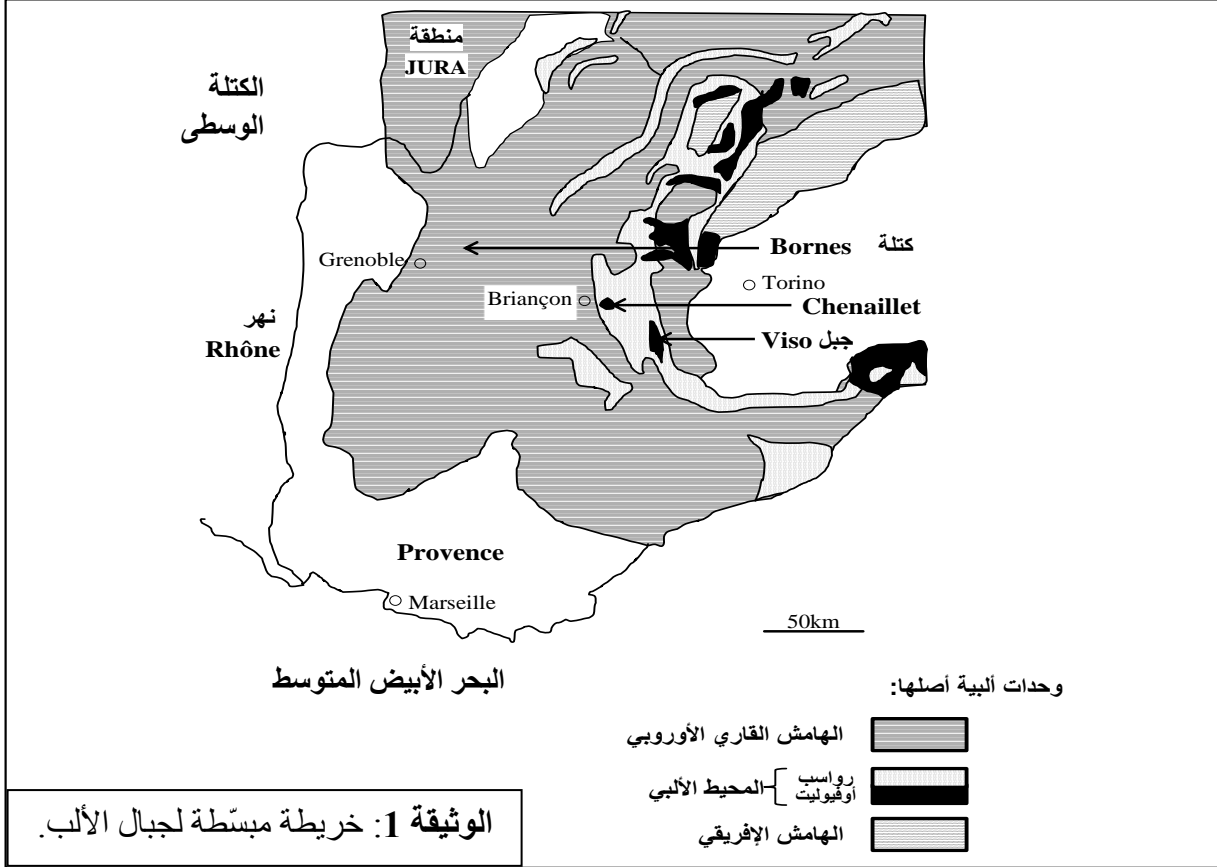 منطقة
JURA
الكتلة
الوسطى
كتلة Bornes
Grenoble
Torino
Briançon
Chenaillet
نهر
Rhône
جبل Viso
Provence
Marseille
50km
البحر الأبيض المتوسط
وحدات ألبية أصلها:
الهامش القاري الأوروبي
رواسب
أوفيوليت
المحيط الألبي
الهامش الإفريقي
الوثيقة 1: خريطة مبسّطة لجبال الألب.